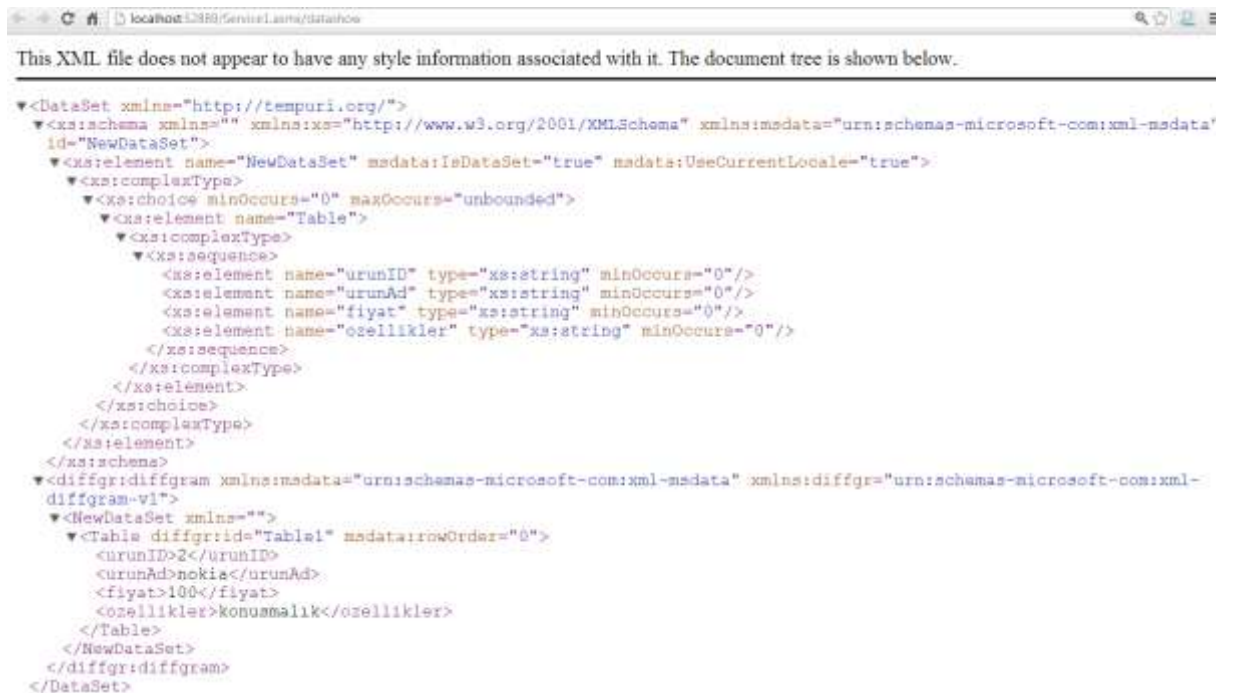 localhost:52880/Service1.asmx/datashow
This XML file does not appear to have any style information associated with it. The document tree is shown below.
▼<DataSet xmlns="http://tempuri.org/">
▼<xs:schema xmlns="" xmlns:xs="http://www.w3.org/2001/XMLSchema" xmlns:msdata="urn:schemas-microsoft-com:xml-msdata"
id="NewDataSet">
▼<xs:element name="NewDataSet" msdata:IsDataSet="true" msdata:UseCurrentLocale="true">
▼<xs:complexType>
▼<xs:choice minOccurs="0" maxOccurs="unbounded">
▼<xs:element name="Table">
▼<xs:complexType>
▼<xs:sequence>
<xs:element name="urunID" type="xs:string" minOccurs="0"/>
<xs:element name="urunAd" type="xs:string" minOccurs="0"/>
<xs:element name="fiyat" type="xs:string" minOccurs="0"/>
<xs:element name="ozellikler" type="xs:string" minOccurs="0"/>
</xs:sequence>
</xs:complexType>
</xs:element>
</xs:choice>
</xs:complexType>
</xs:element>
</xs:schema>
▼<diffgr:diffgram xmlns:msdata="urn:schemas-microsoft-com:xml-msdata" xmlns:diffgr="urn:schemas-microsoft-com:xml-
diffgram-v1">
▼<NewDataSet xmlns="">
▼<Table diffgr:id="Table1" msdata:rowOrder="0">
<urunID>2</urunID>
<urunAd>nokia</urunAd>
<fiyat>100</fiyat>
<ozellikler>konusmalık</ozellikler>
</Table>
</NewDataSet>
</diffgr:diffgram>
</DataSet>